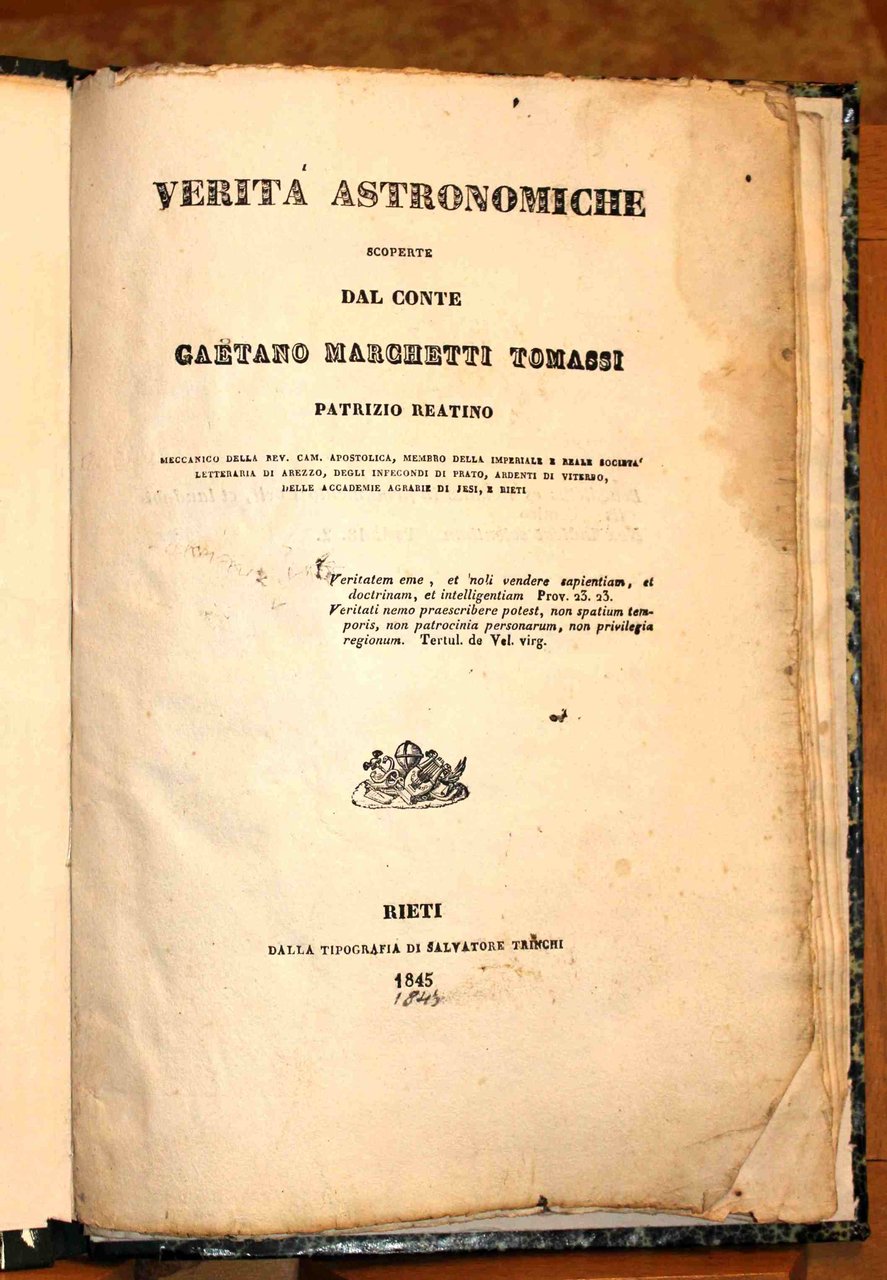 VERITÁ ASTRONOMICHE
SCOPERTE
DAL CONTE
GAETANO MARCHETTI TOMASSI
PATRIZIO REATINO
MECCANICO DELLA REV. CAM. APOSTOLICA, MEMBRO DELLA IMPERIALE E REALE SOCIETA'
LETTERARIA DI AREZZO, DEGLI INFECONDI DI PRATO, ARDENTI DI VITERBO,
DELLE ACCADEMIE AGRARIE DI JESI, E RIETI
Veritatem eme, et noli vendere sapientiam, et
doctrinam, et intelligentiam Prov. 23. 23.
Veritati nemo praescribere potest, non spatium tem-
poris, non patrocinia personarum, non privilegia
regionum. Tertul. de Vel. virg.
RIETI
DALLA TIPOGRAFIA DI SALVATORE TRINCHI
1845
1845